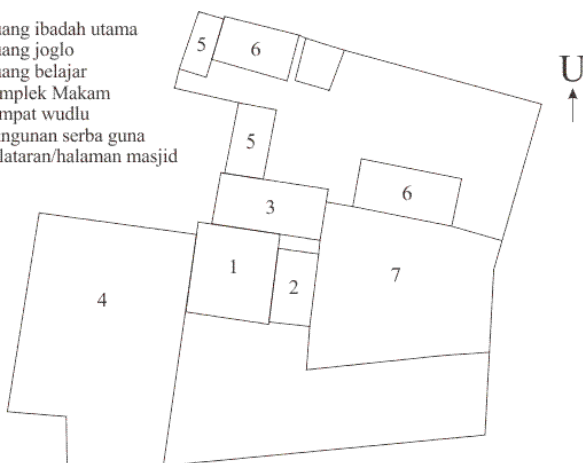 uang ibadah utama
uang joglo
uang belajar
mplek Makam
mpat wudlu
ngunan serba guna
lataran/halaman masjid
5
6
U
5
6
3
1
2
7
4